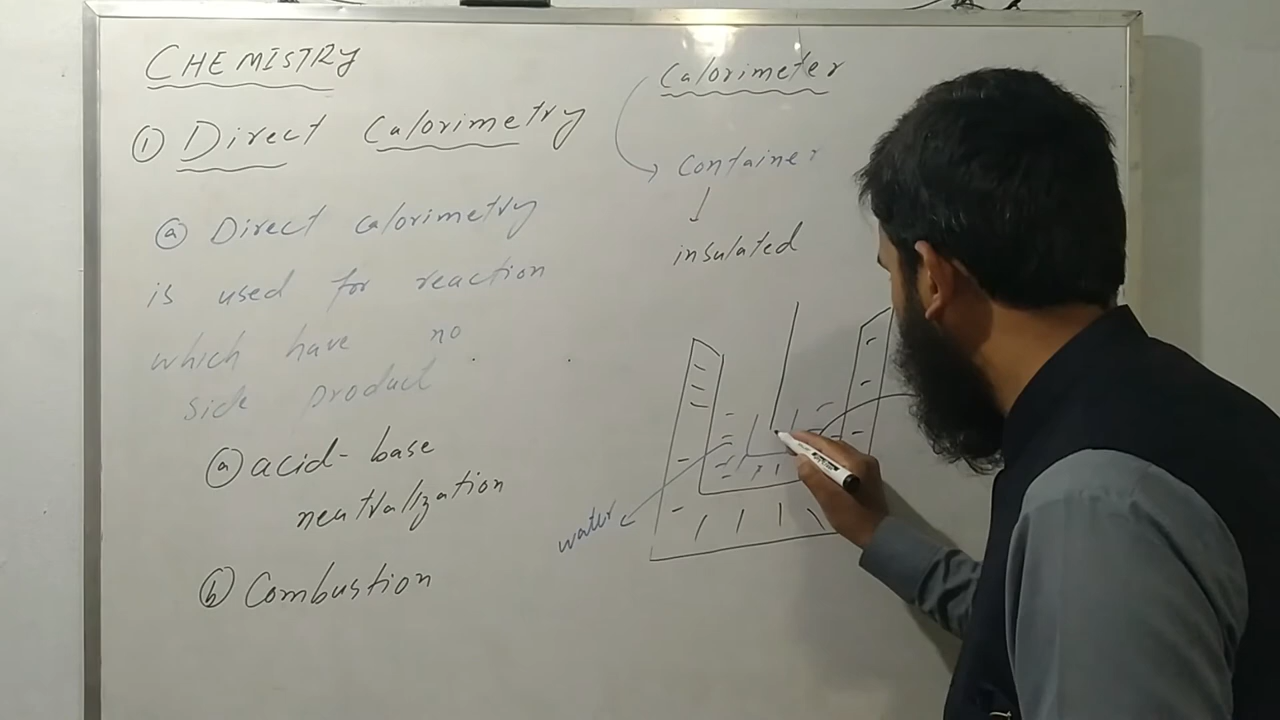 CHEMISTRY
① Direct Calorimetry
ⓐ Direct calorimetry
is used for reaction
which have no
side product
ⓐ acid-base
neutralization
ⓑ Combustion
Calorimeter
Container
insulated
water